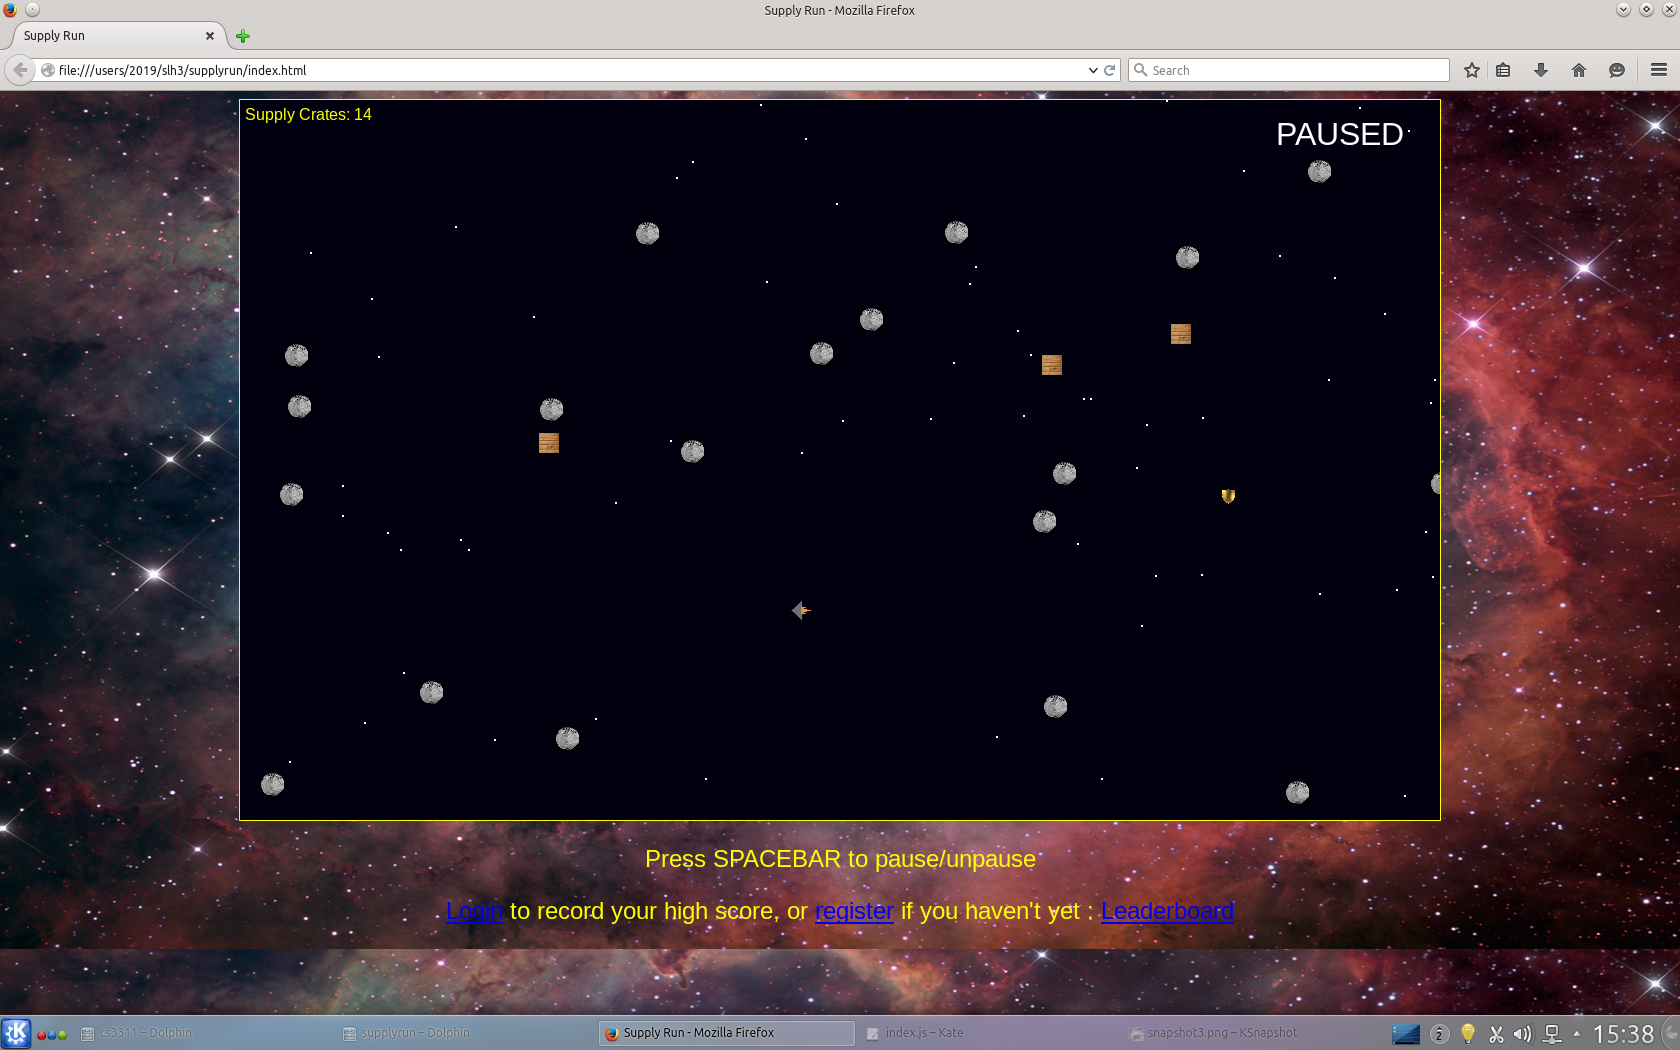 Supply Run - Mozilla Firefox
Supply Run
file:///users/2019/slh3/supplyrun/index.html
Search
Supply Crates: 14
PAUSED
Press SPACEBAR to pause/unpause
Login to record your high score, or register if you haven't yet : Leaderboard
cs3311 – Dolphin
supplyrun – Dolphin
Supply Run - Mozilla Firefox
index.js – Kate
snapshot3.png – KSnapshot
2
15:38